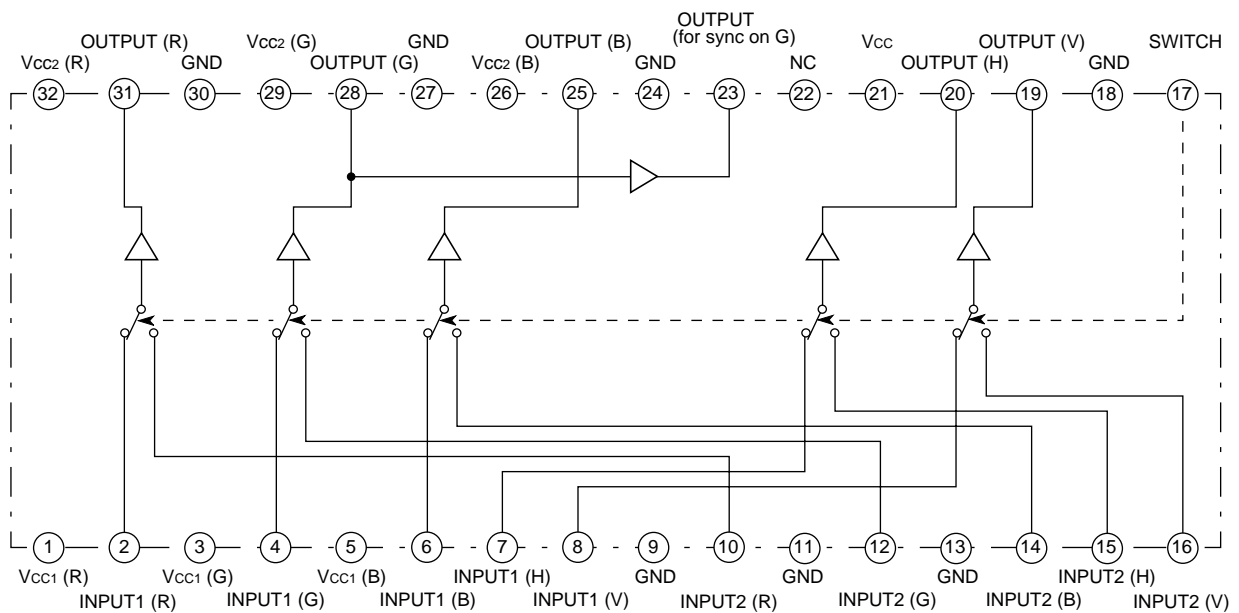 OUTPUT
OUTPUT (R) VCC2 (G) GND OUTPUT (B) (for sync on G) VCC OUTPUT (V) SWITCH
VCC2 (R) GND OUTPUT (G) VCC2 (B) GND NC OUTPUT (H) GND
32 31 30 29 28 27 26 25 24 23 22 21 20 19 18 17
1 2 3 4 5 6 7 8 9 10 11 12 13 14 15 16
VCC1 (R) VCC1 (G) VCC1 (B) INPUT1 (H) GND GND GND INPUT2 (H)
INPUT1 (R) INPUT1 (G) INPUT1 (B) INPUT1 (V) INPUT2 (R) INPUT2 (G) INPUT2 (B) INPUT2 (V)